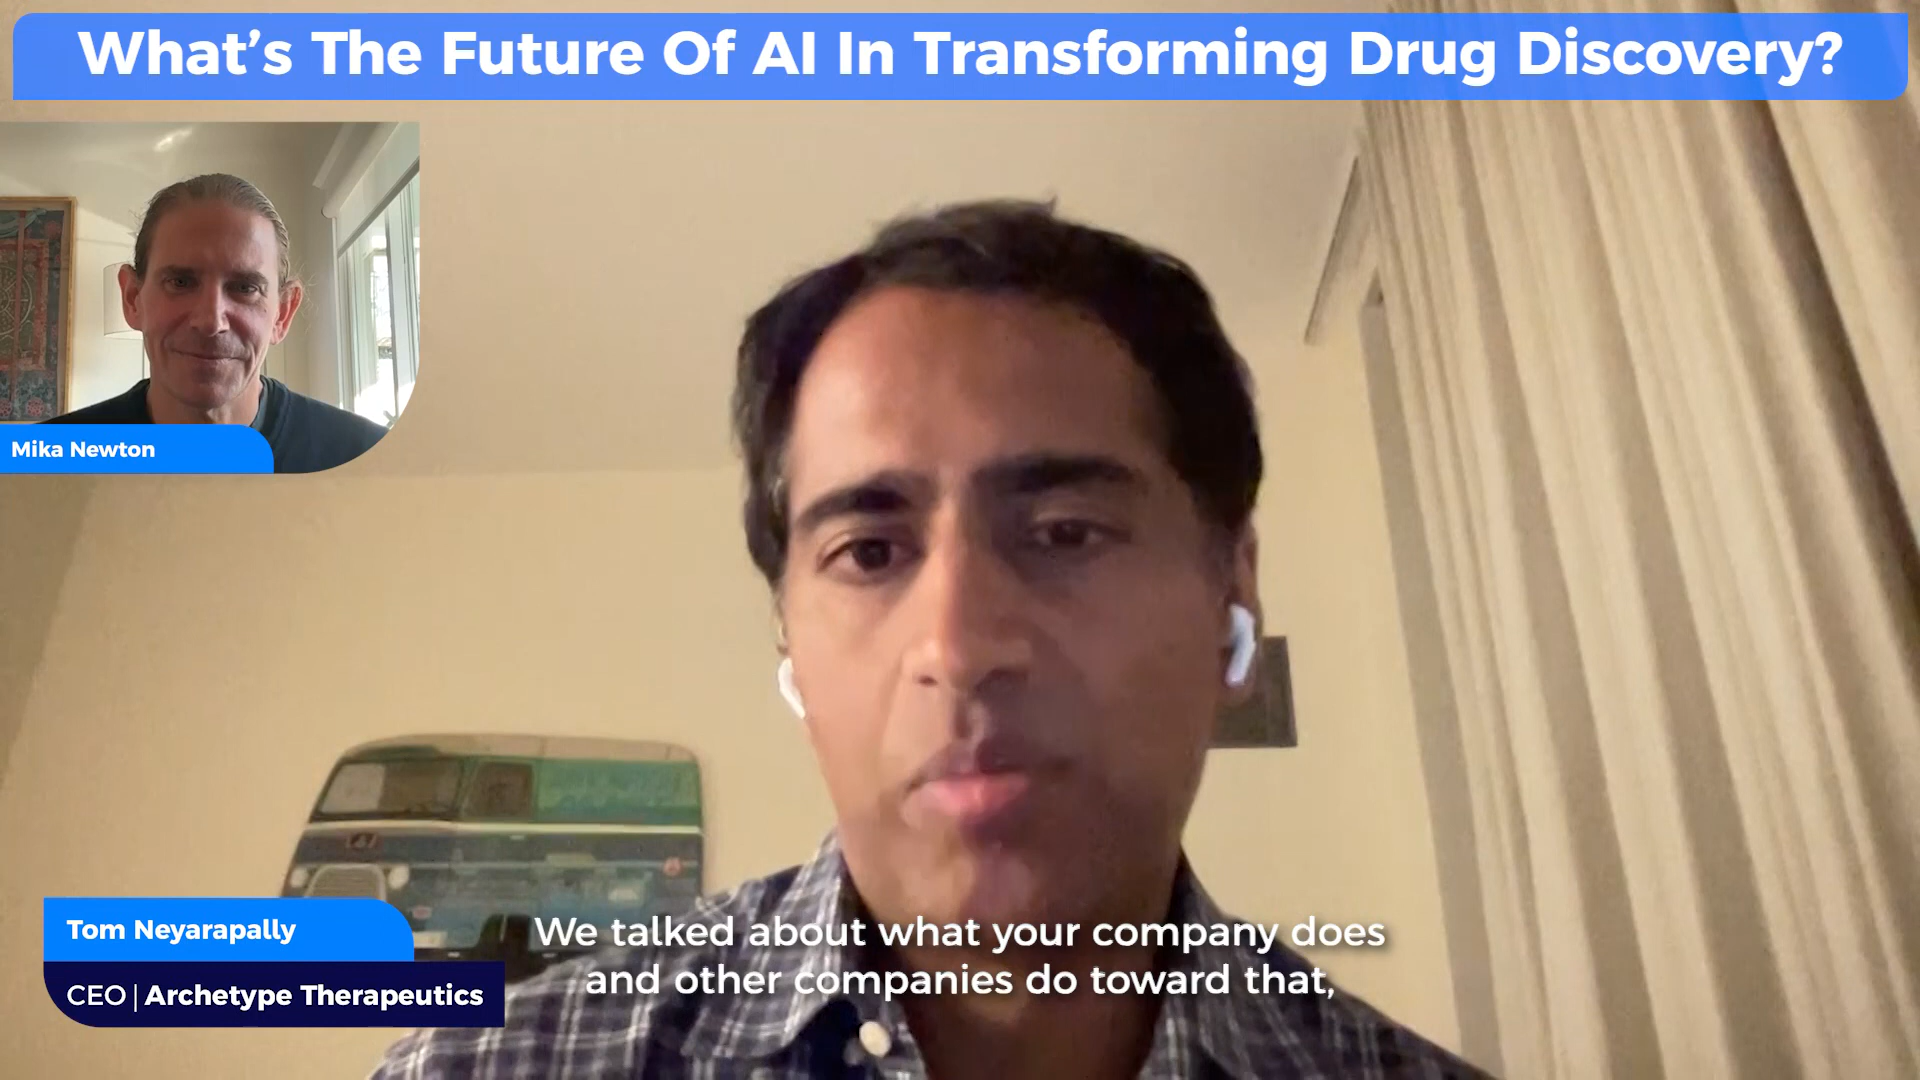 What's The Future Of AI In Transforming Drug Discovery?
Mika Newton
Tom Neyarapally
CEO | Archetype Therapeutics
We talked about what your company does
and other companies do toward that,